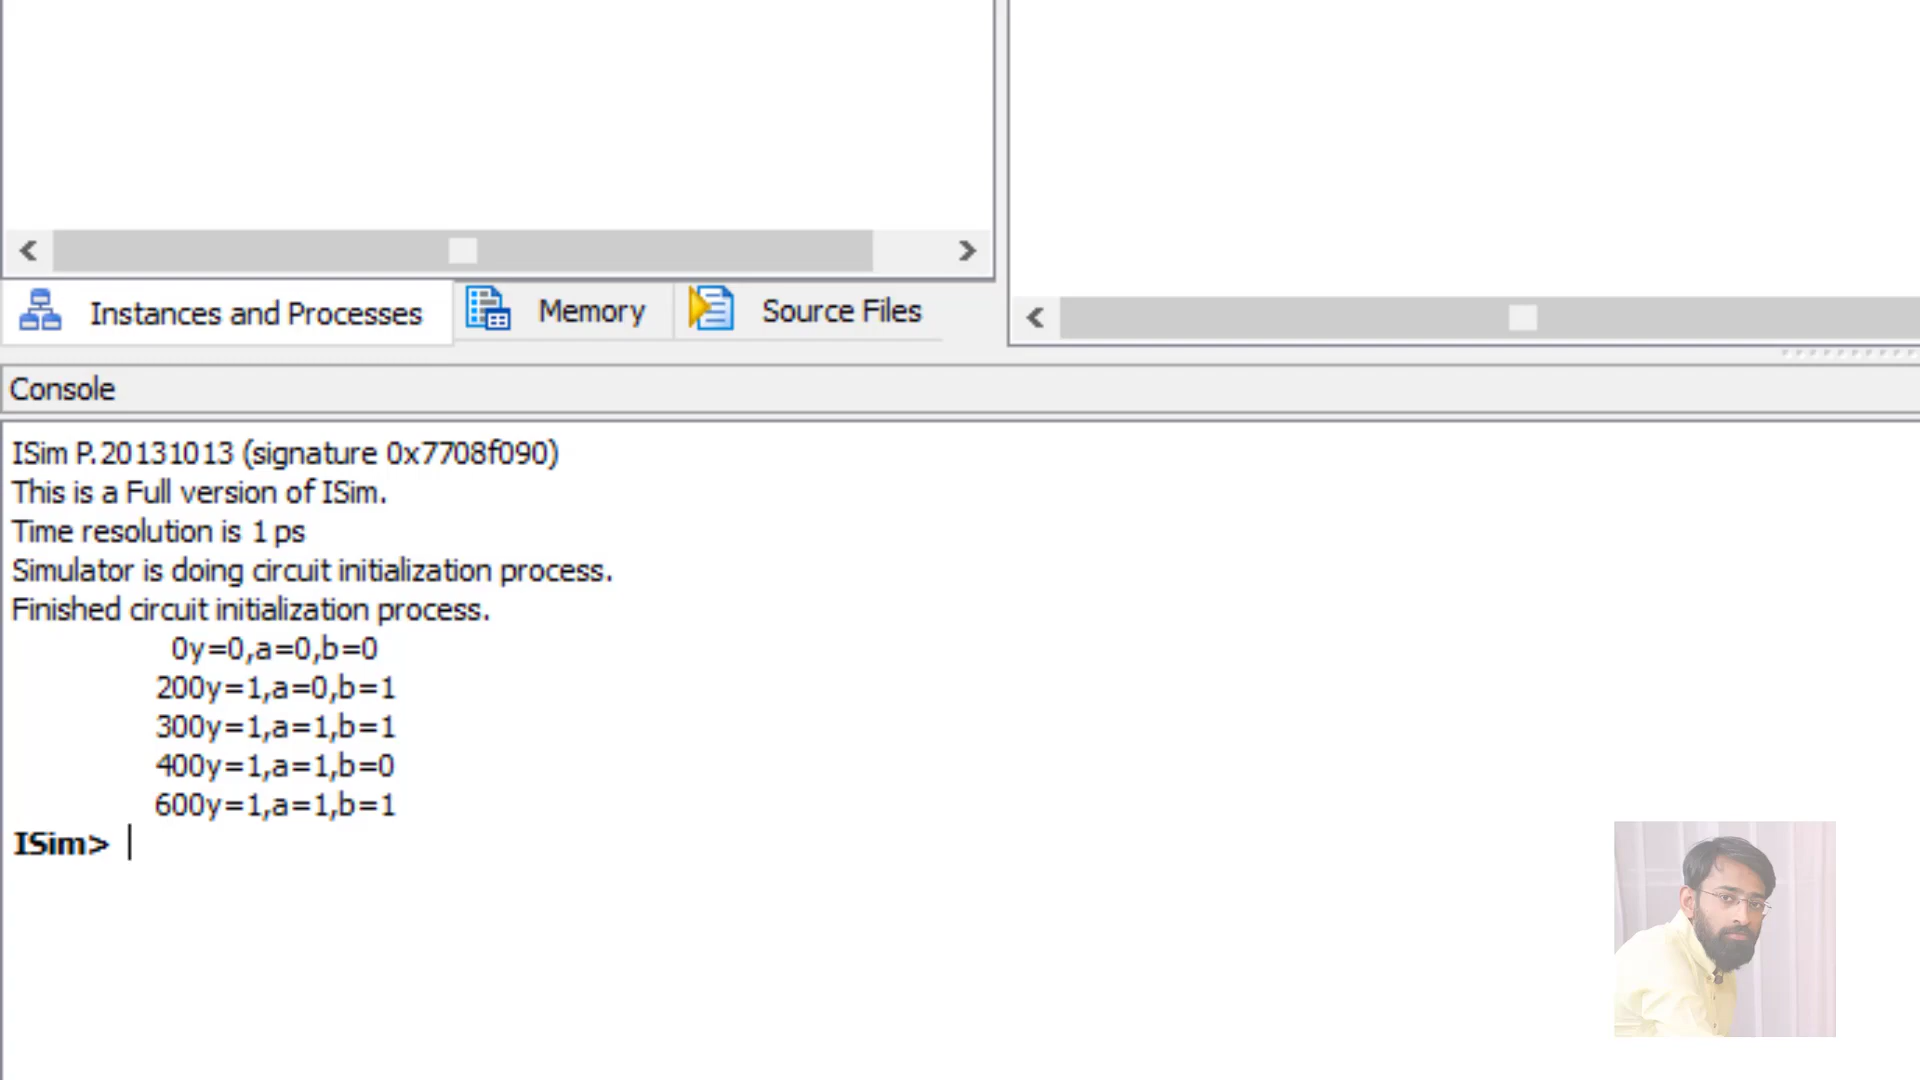 Instances and Processes
Memory
Source Files
Console
ISim P.20131013 (signature 0x7708f090)
This is a Full version of ISim.
Time resolution is 1 ps
Simulator is doing circuit initialization process.
Finished circuit initialization process.
0y=0,a=0,b=0
200y=1,a=0,b=1
300y=1,a=1,b=1
400y=1,a=1,b=0
600y=1,a=1,b=1
ISim>